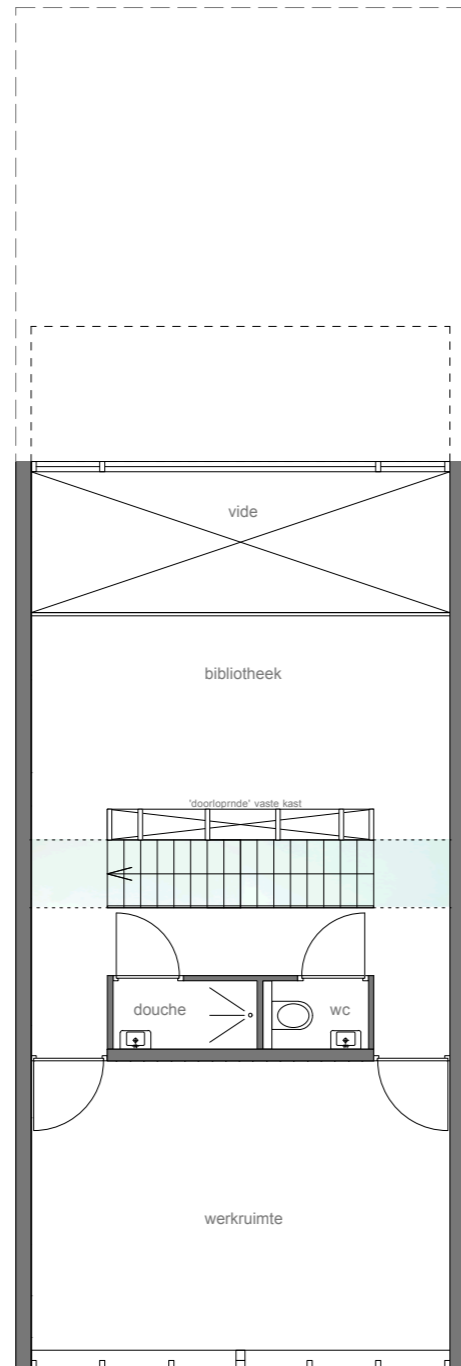 vide
bibliotheek
'doorloprnde' vaste kast
douche
wc
werkruimte